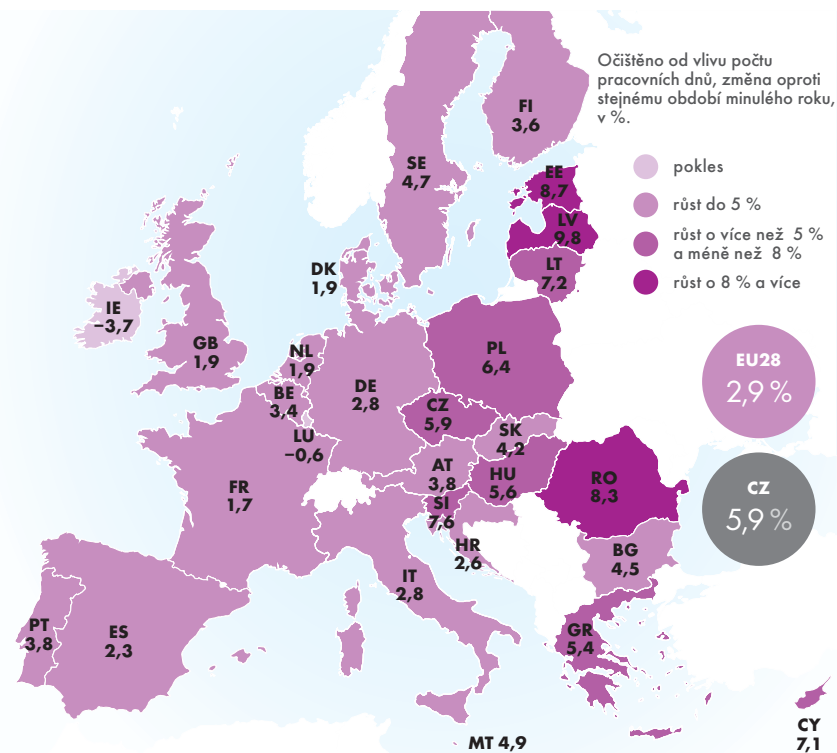 Očištěno od vlivu počtu
pracovních dnů, změna oproti
stejnému období minulého roku,
v %.
pokles
růst do 5 %
růst o více než 5 %
a méně než 8 %
růst o 8 % a více
FI
3,6
SE
4,7
EE
8,7
LV
9,8
LT
7,2
DK
1,9
IE
−3,7
GB
1,9
NL
1,9
BE
3,4
LU
−0,6
DE
2,8
PL
6,4
CZ
5,9
SK
4,2
AT
3,8
HU
5,6
SI
7,6
HR
2,6
RO
8,3
BG
4,5
FR
1,7
IT
2,8
PT
3,8
ES
2,3
GR
5,4
MT 4,9
CY
7,1
EU28
2,9 %
CZ
5,9 %